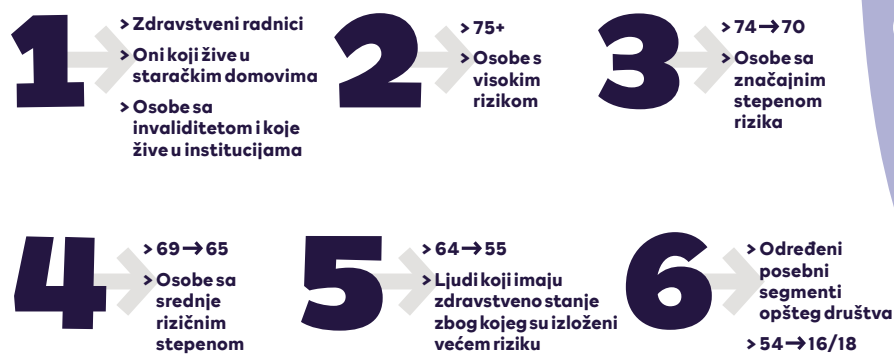 1
> Zdravstveni radnici
> Oni koji žive u
staračkim domovima
> Osobe sa
invaliditetom i koje
žive u institucijama
2
> 75+
> Osobe s
visokim
rizikom
3
> 74→70
> Osobe sa
značajnim
stepenom
rizika
4
> 69→65
> Osobe sa
srednje
rizičnim
stepenom
5
> 64→55
> Ljudi koji imaju
zdravstveno stanje
zbog kojeg su izloženi
većem riziku
6
> Određeni
posebni
segmenti
opšteg društva
> 54→16/18